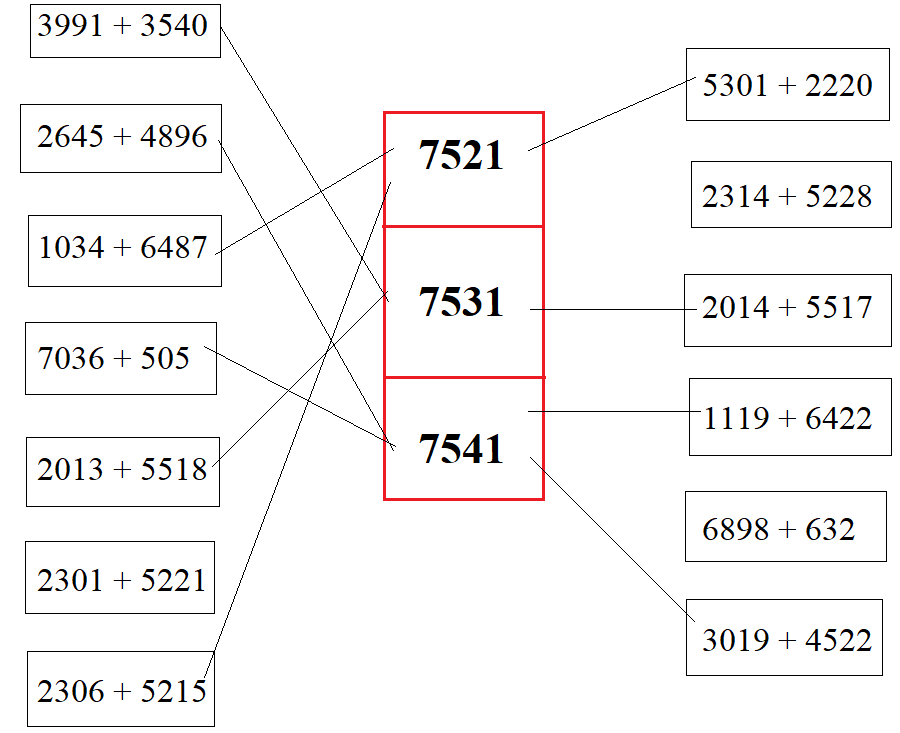 3991 + 3540
2645 + 4896
1034 + 6487
7036 + 505
2013 + 5518
2301 + 5221
2306 + 5215
7521
7531
7541
5301 + 2220
2314 + 5228
2014 + 5517
1119 + 6422
6898 + 632
3019 + 4522